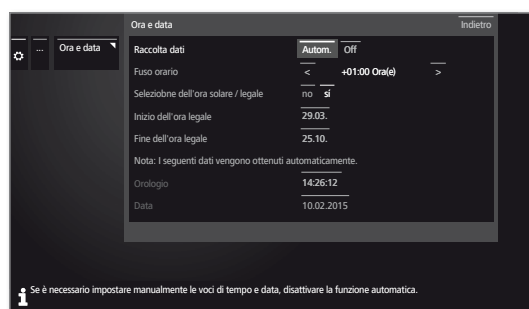 Ora e data
Indietro
... Ora e data
Raccolta dati Autom. Off
Fuso orario < +01:00 Ora(e) >
Seleziobne dell'ora solare / legale no sí
Inizio dell'ora legale 29.03.
Fine dell'ora legale 25.10.
Nota: I seguenti dati vengono ottenuti automaticamente.
Orologio 14:26:12
Data 10.02.2015
Se è necessario impostare manualmente le voci di tempo e data, disattivare la funzione automatica.